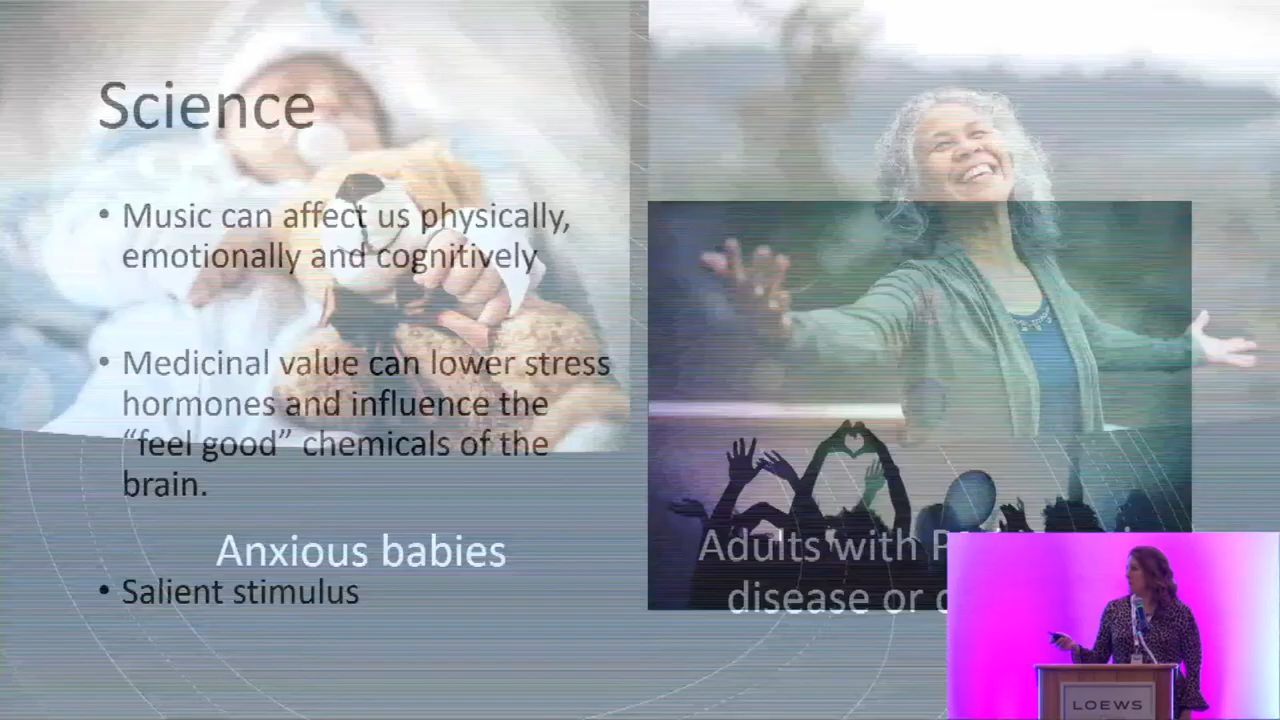 Science
• Music can affect us physically,
emotionally and cognitively
• Medicinal value can lower stress
hormones and influence the
“feel good” chemicals of the
brain.
Anxious babies
• Salient stimulus
Adults with
disease or
LOEWS